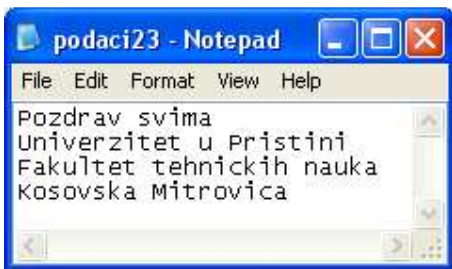 podaci23 - Notepad
File Edit Format View Help
Pozdrav svima
Univerzitet u Pristini
Fakultet tehnickih nauka
Kosovska Mitrovica